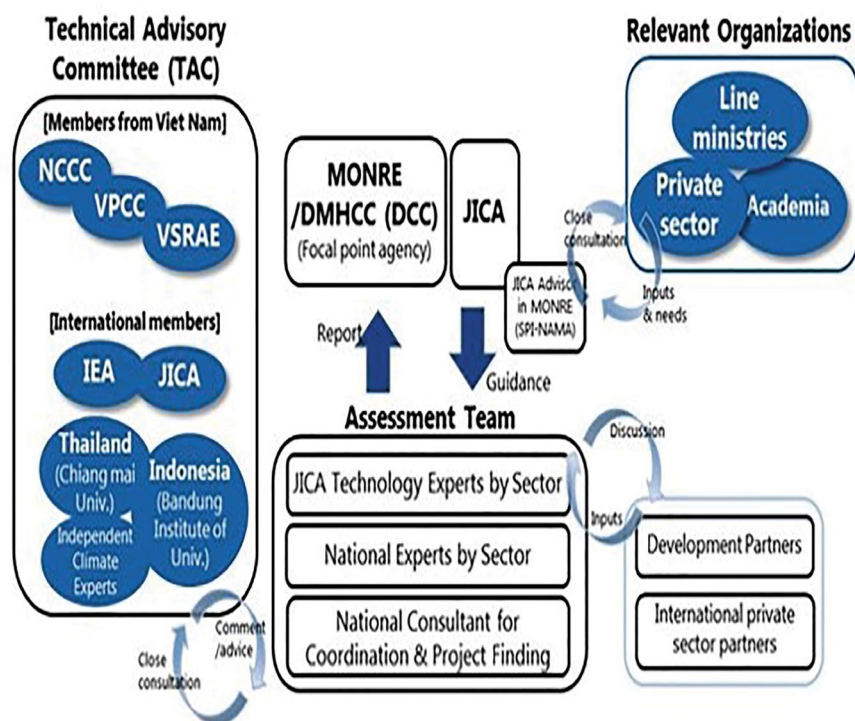 Technical Advisory
Committee (TAC)
[Members from Viet Nam]
NCCC
VPCC
VSRAE
[International members]
IEA
JICA
Thailand
(Chiang mai
Univ.)
Indonesia
(Bandung
Institute of
Univ.)
Independent
Climate
Experts
Close
consultation
Comment
/advice
MONRE
/DMHCC (DCC)
(Focal point agency)
JICA
JICA Advisor
in MONRE
(SPI-NAMA)
Report
Guidance
Assessment Team
JICA Technology Experts by Sector
National Experts by Sector
National Consultant for
Coordination & Project Finding
Relevant Organizations
Line
ministries
Private
sector
Academia
Close
consultation
Inputs
& needs
Discussion
Inputs
Development Partners
International private
sector partners